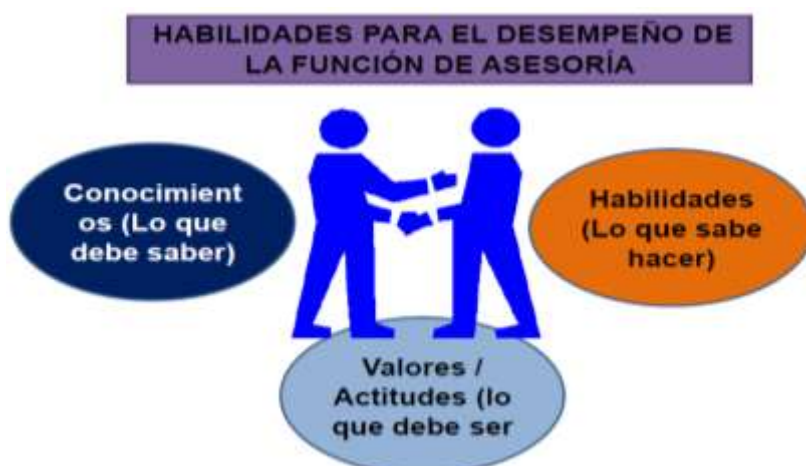 HABILIDADES PARA EL DESEMPEÑO DE
LA FUNCIÓN DE ASESORÍA
Conocimient
os (Lo que
debe saber)
Habilidades
(Lo que sabe
hacer)
Valores /
Actitudes (lo
que debe ser